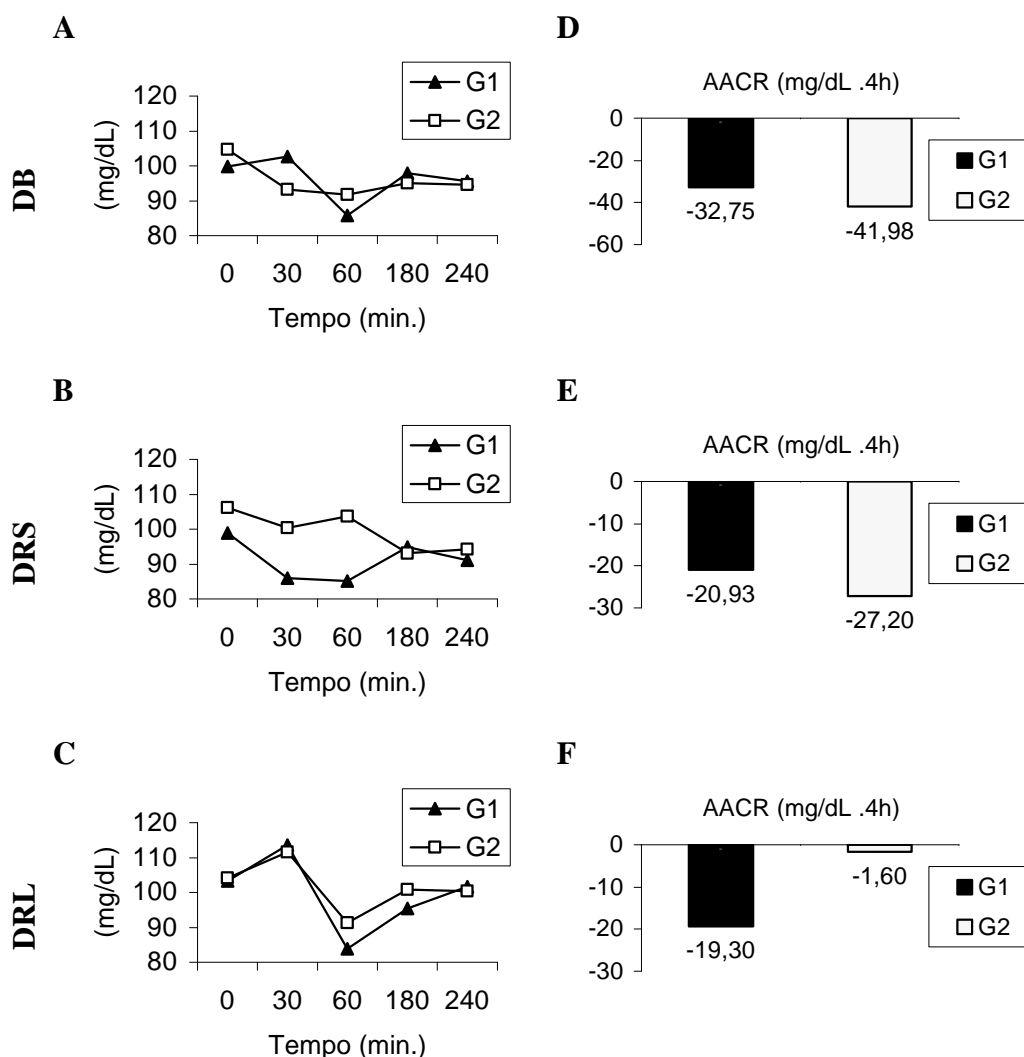 A
DB
(mg/dL)
G1
G2
120
110
100
90
80
0 30 60 180 240
Tempo (min.)
D
AACR (mg/dL .4h)
0
-20
-40
-60
-32,75
-41,98
G1
G2
B
DRS
(mg/dL)
G1
G2
120
110
100
90
80
0 30 60 180 240
Tempo (min.)
E
AACR (mg/dL .4h)
0
-10
-20
-30
-20,93
-27,20
G1
G2
C
DRL
(mg/dL)
G1
G2
120
110
100
90
80
0 30 60 180 240
Tempo (min.)
F
AACR (mg/dL .4h)
0
-10
-20
-30
-19,30
-1,60
G1
G2